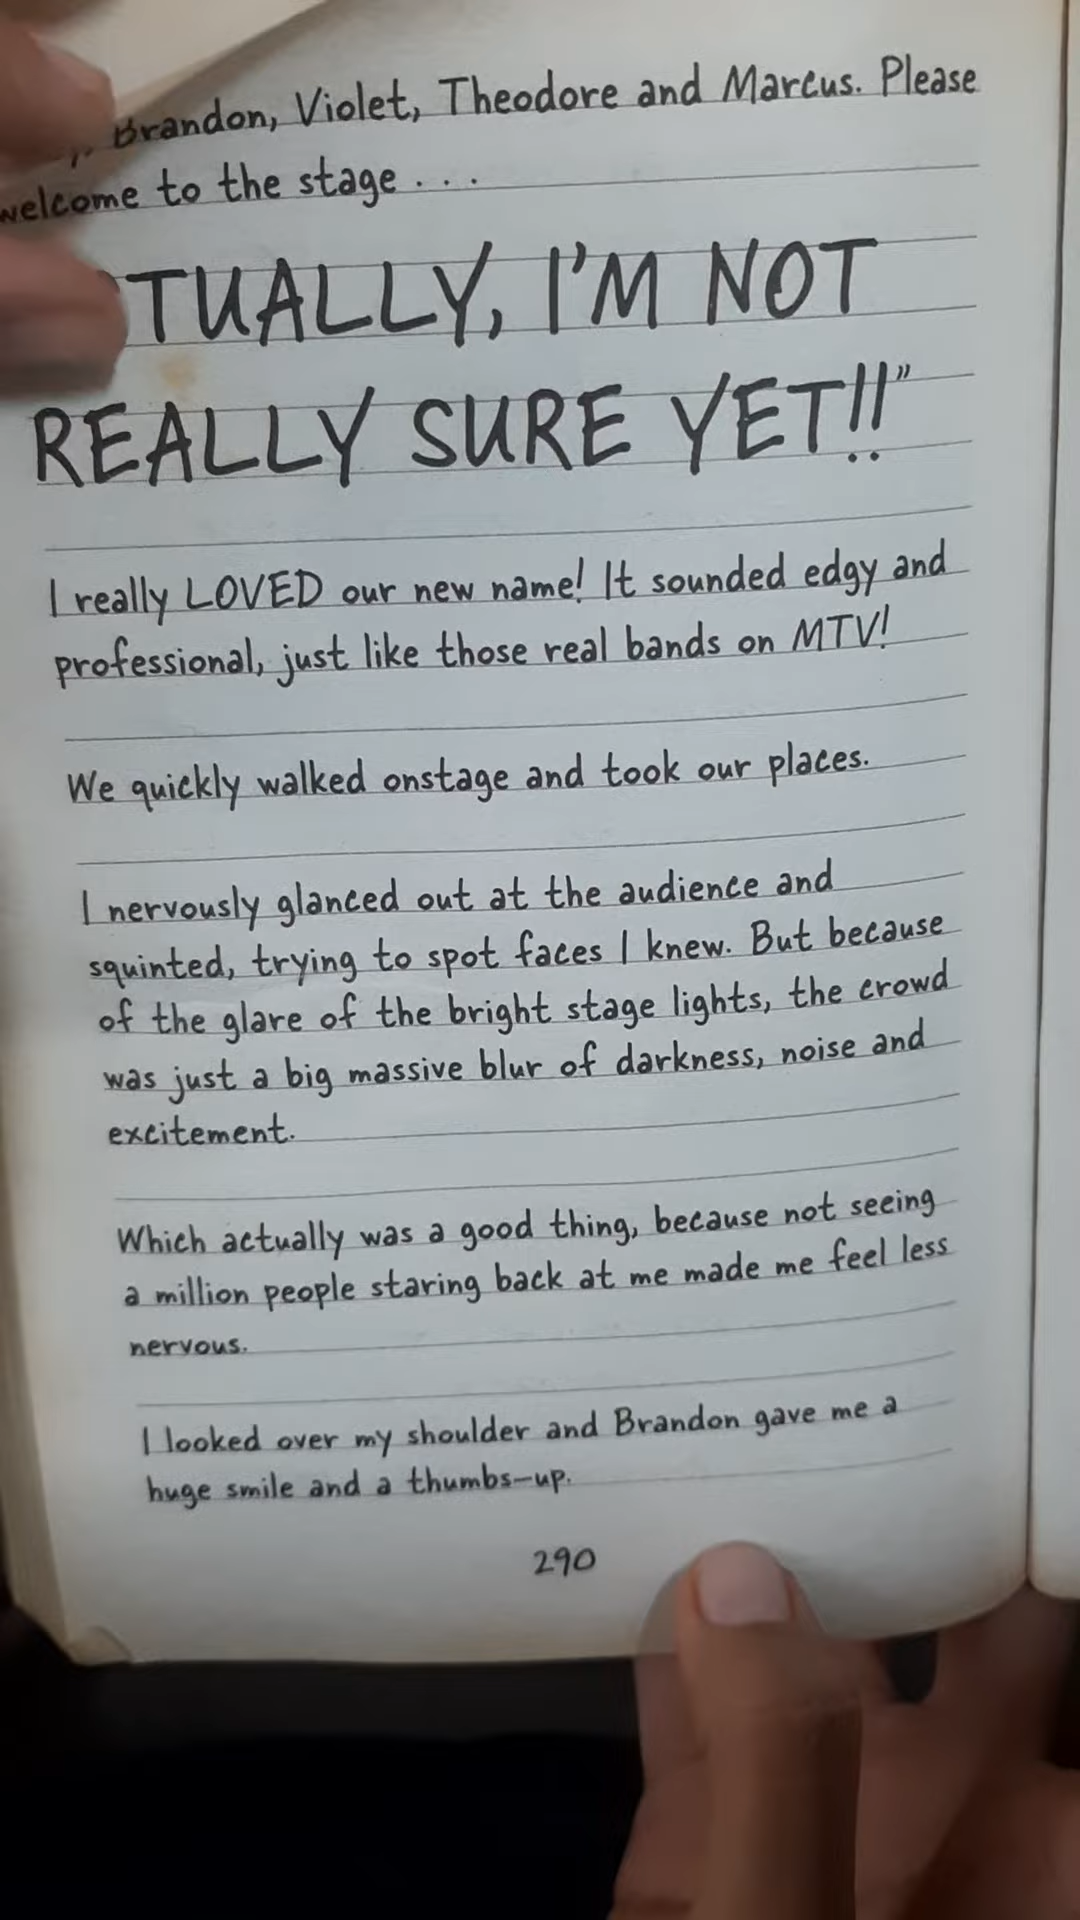 Brandon, Violet, Theodore and Marcus. Please
welcome to the stage . . .
TUALLY, I'M NOT
REALLY SURE YET!!"
I really LOVED our new name! It sounded edgy and
professional, just like those real bands on MTV!
We quickly walked onstage and took our places.
I nervously glanced out at the audience and
squinted, trying to spot faces I knew. But because
of the glare of the bright stage lights, the crowd
was just a big massive blur of darkness, noise and
excitement.
Which actually was a good thing, because not seeing
a million people staring back at me made me feel less
nervous.
I looked over my shoulder and Brandon gave me a
huge smile and a thumbs-up.
290